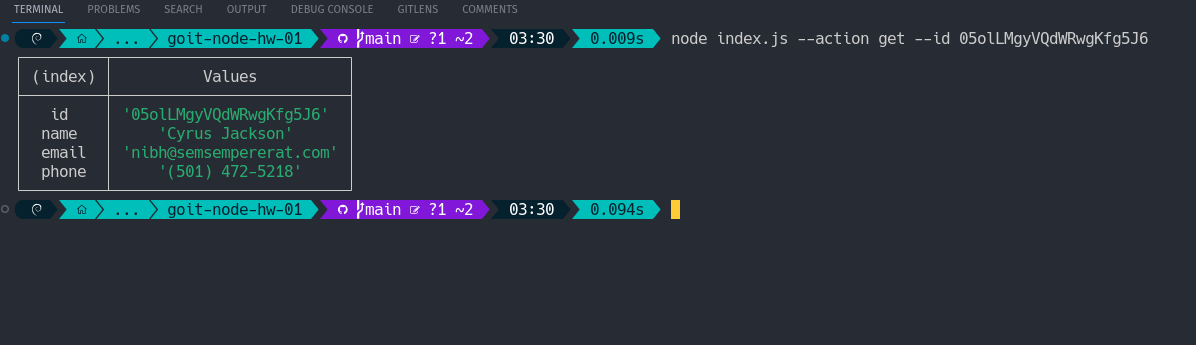 TERMINAL PROBLEMS SEARCH OUTPUT DEBUG CONSOLE GITLENS COMMENTS
... goit-node-hw-01 main ?1 ~2 03:30 0.009s node index.js --action get --id 05olLMgyVQdWRwgKfg5J6
(index) Values
id '05olLMgyVQdWRwgKfg5J6'
name 'Cyrus Jackson'
email 'nibh@semsempererat.com'
phone '(501) 472-5218'
... goit-node-hw-01 main ?1 ~2 03:30 0.094s